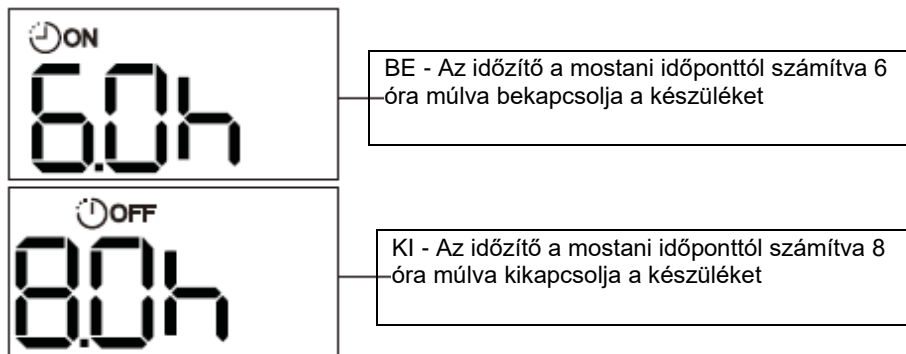 ON
6.0h
BE - Az időzítő a mostani időponttól számítva 6
óra múlva bekapcsolja a készüléket
OFF
8.0h
KI - Az időzítő a mostani időponttól számítva 8
óra múlva kikapcsolja a készüléket